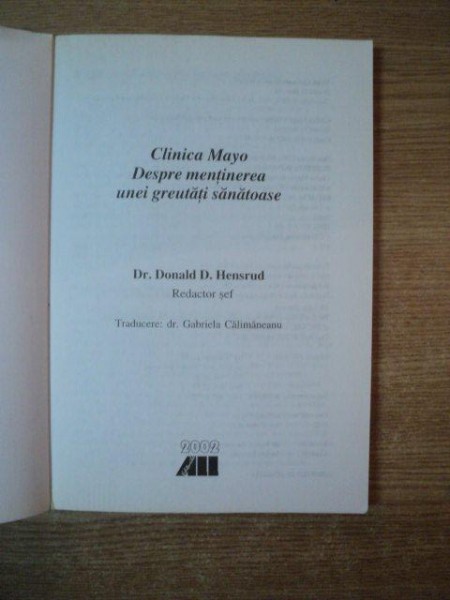 Clinica Mayo
Despre menținerea
unei greutăți sănătoase
Dr. Donald D. Hensrud
Redactor șef
Traducere: dr. Gabriela Călimăneanu
2002
ALL